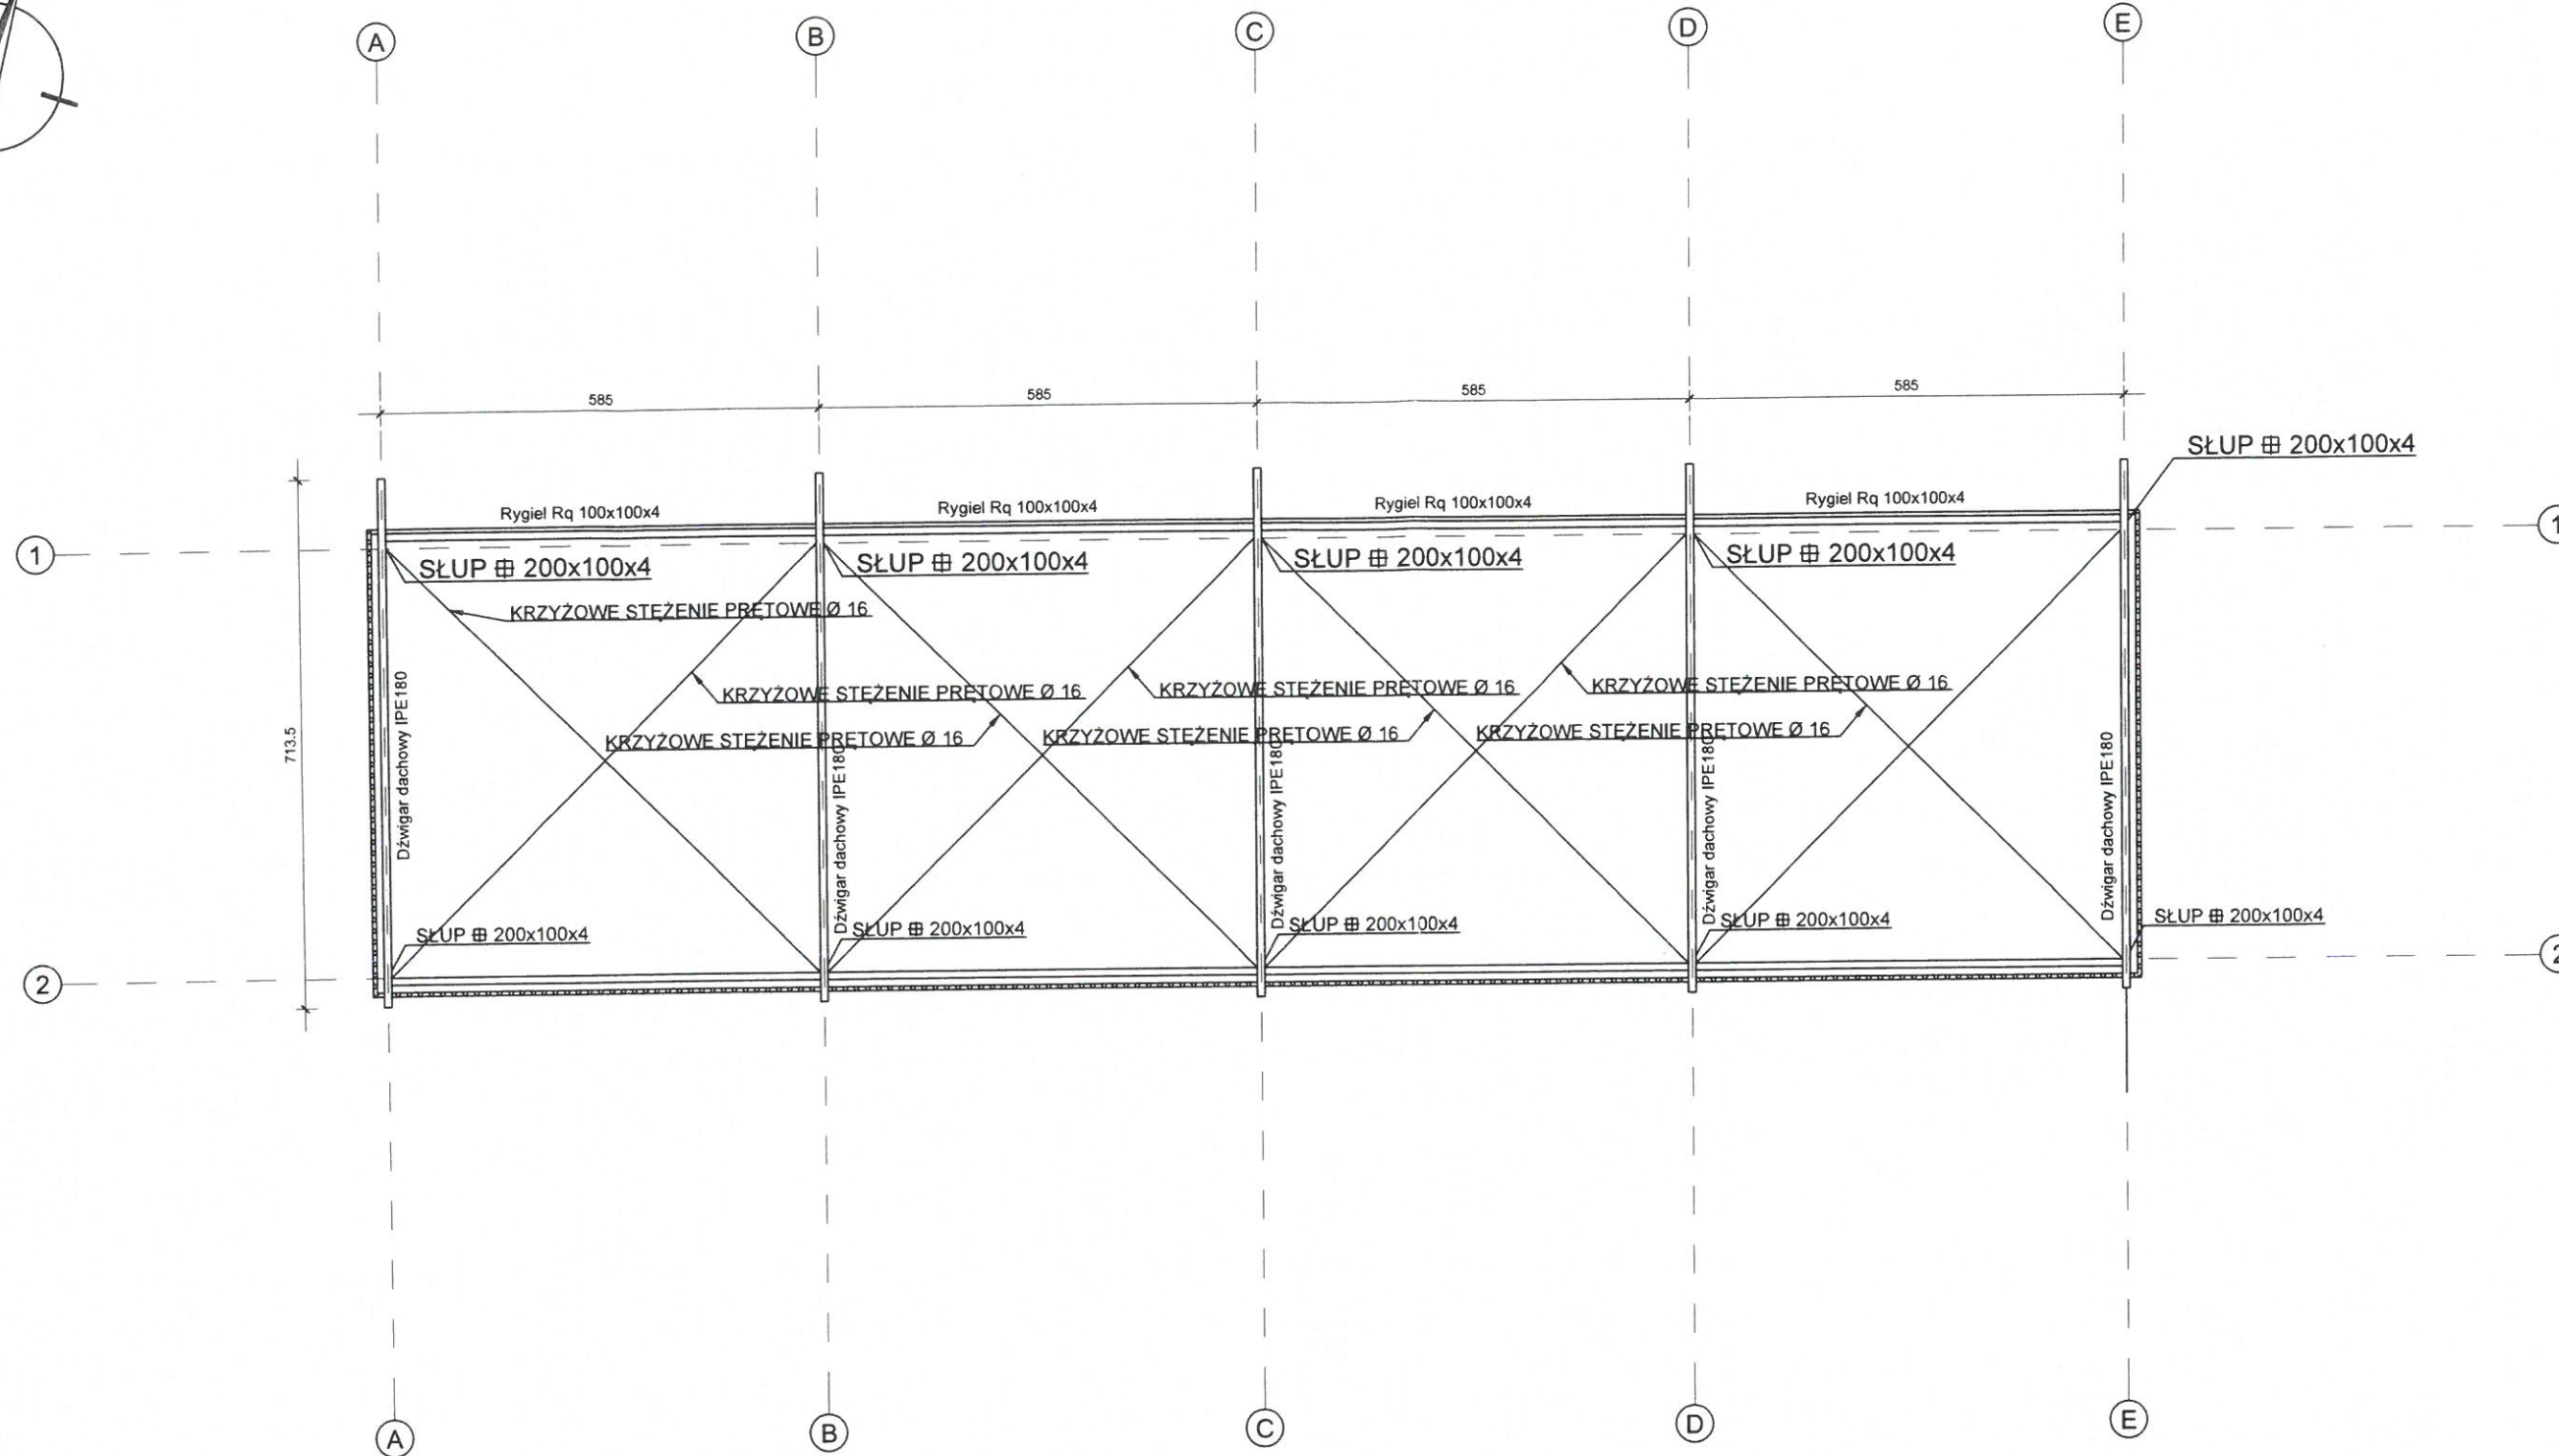 A B C D E
585 585 585 585
SŁUP 200x100x4
Rygiel Rq 100x100x4 Rygiel Rq 100x100x4 Rygiel Rq 100x100x4 Rygiel Rq 100x100x4
1 1
SŁUP 200x100x4 SŁUP 200x100x4 SŁUP 200x100x4 SŁUP 200x100x4
KRZYŻOWE STĘŻENIE PRĘTOWE Ø 16
KRZYŻOWE STĘŻENIE PRĘTOWE Ø 16 KRZYŻOWE STĘŻENIE PRĘTOWE Ø 16 KRZYŻOWE STĘŻENIE PRĘTOWE Ø 16
KRZYŻOWE STĘŻENIE PRĘTOWE Ø 16 KRZYŻOWE STĘŻENIE PRĘTOWE Ø 16 KRZYŻOWE STĘŻENIE PRĘTOWE Ø 16
713.5
Dźwigar dachowy IPE180
Dźwigar dachowy IPE180
Dźwigar dachowy IPE180
Dźwigar dachowy IPE180
Dźwigar dachowy IPE180
SŁUP 200x100x4 SŁUP 200x100x4 SŁUP 200x100x4 SŁUP 200x100x4 SŁUP 200x100x4
2 2
A B C D E